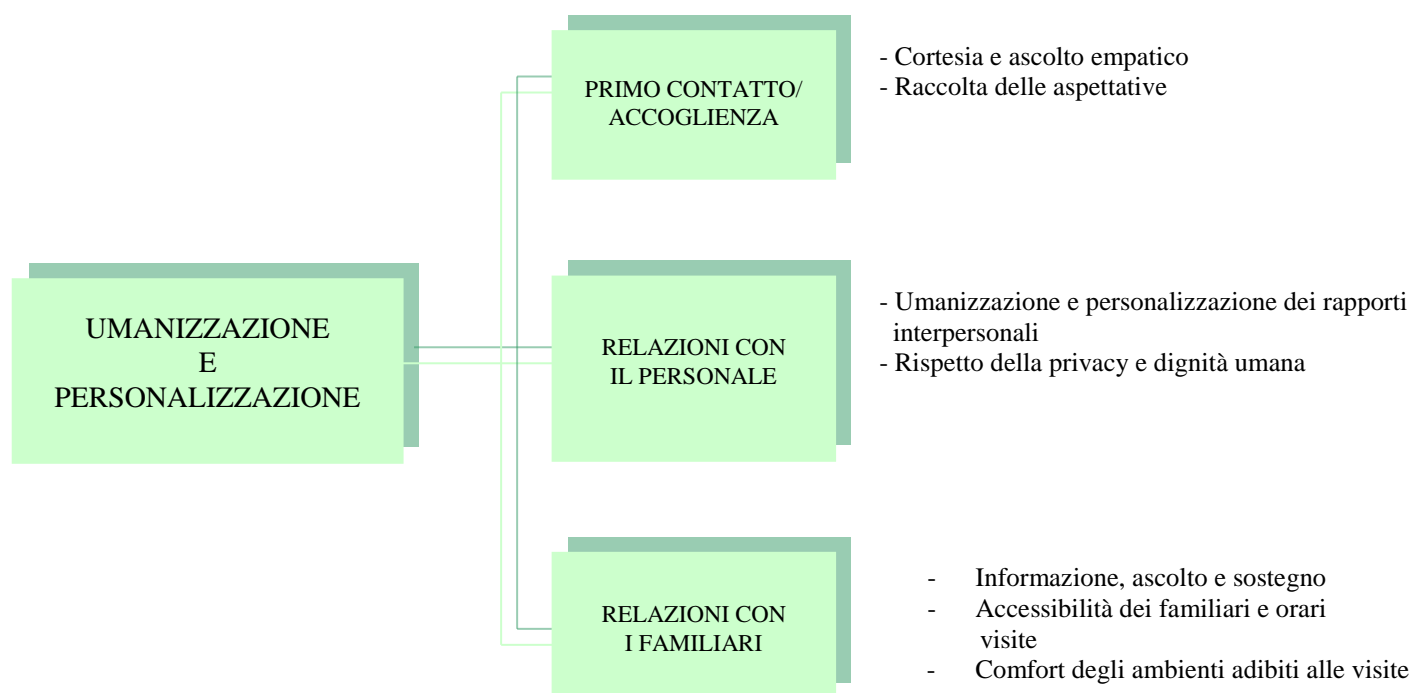 PRIMO CONTATTO/
ACCOGLIENZA
- Cortesia e ascolto empatico
- Raccolta delle aspettative
UMANIZZAZIONE
E
PERSONALIZZAZIONE
RELAZIONI CON
IL PERSONALE
- Umanizzazione e personalizzazione dei rapporti
interpersonali
- Rispetto della privacy e dignità umana
RELAZIONI CON
I FAMILIARI
- Informazione, ascolto e sostegno
- Accessibilità dei familiari e orari
visite
- Comfort degli ambienti adibiti alle visite